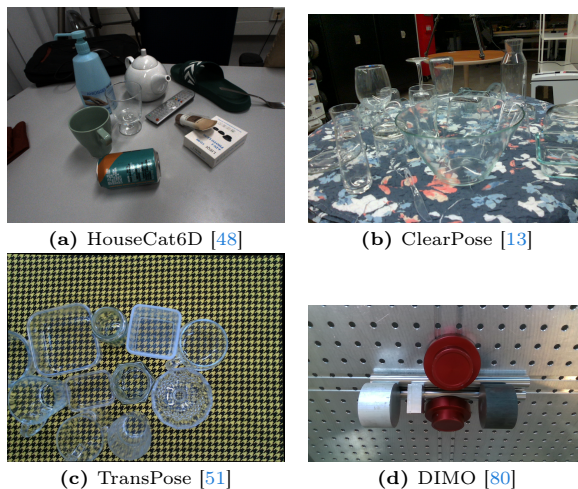 (a) HouseCat6D [48]
(b) ClearPose [13]
(c) TransPose [51]
(d) DIMO [80]